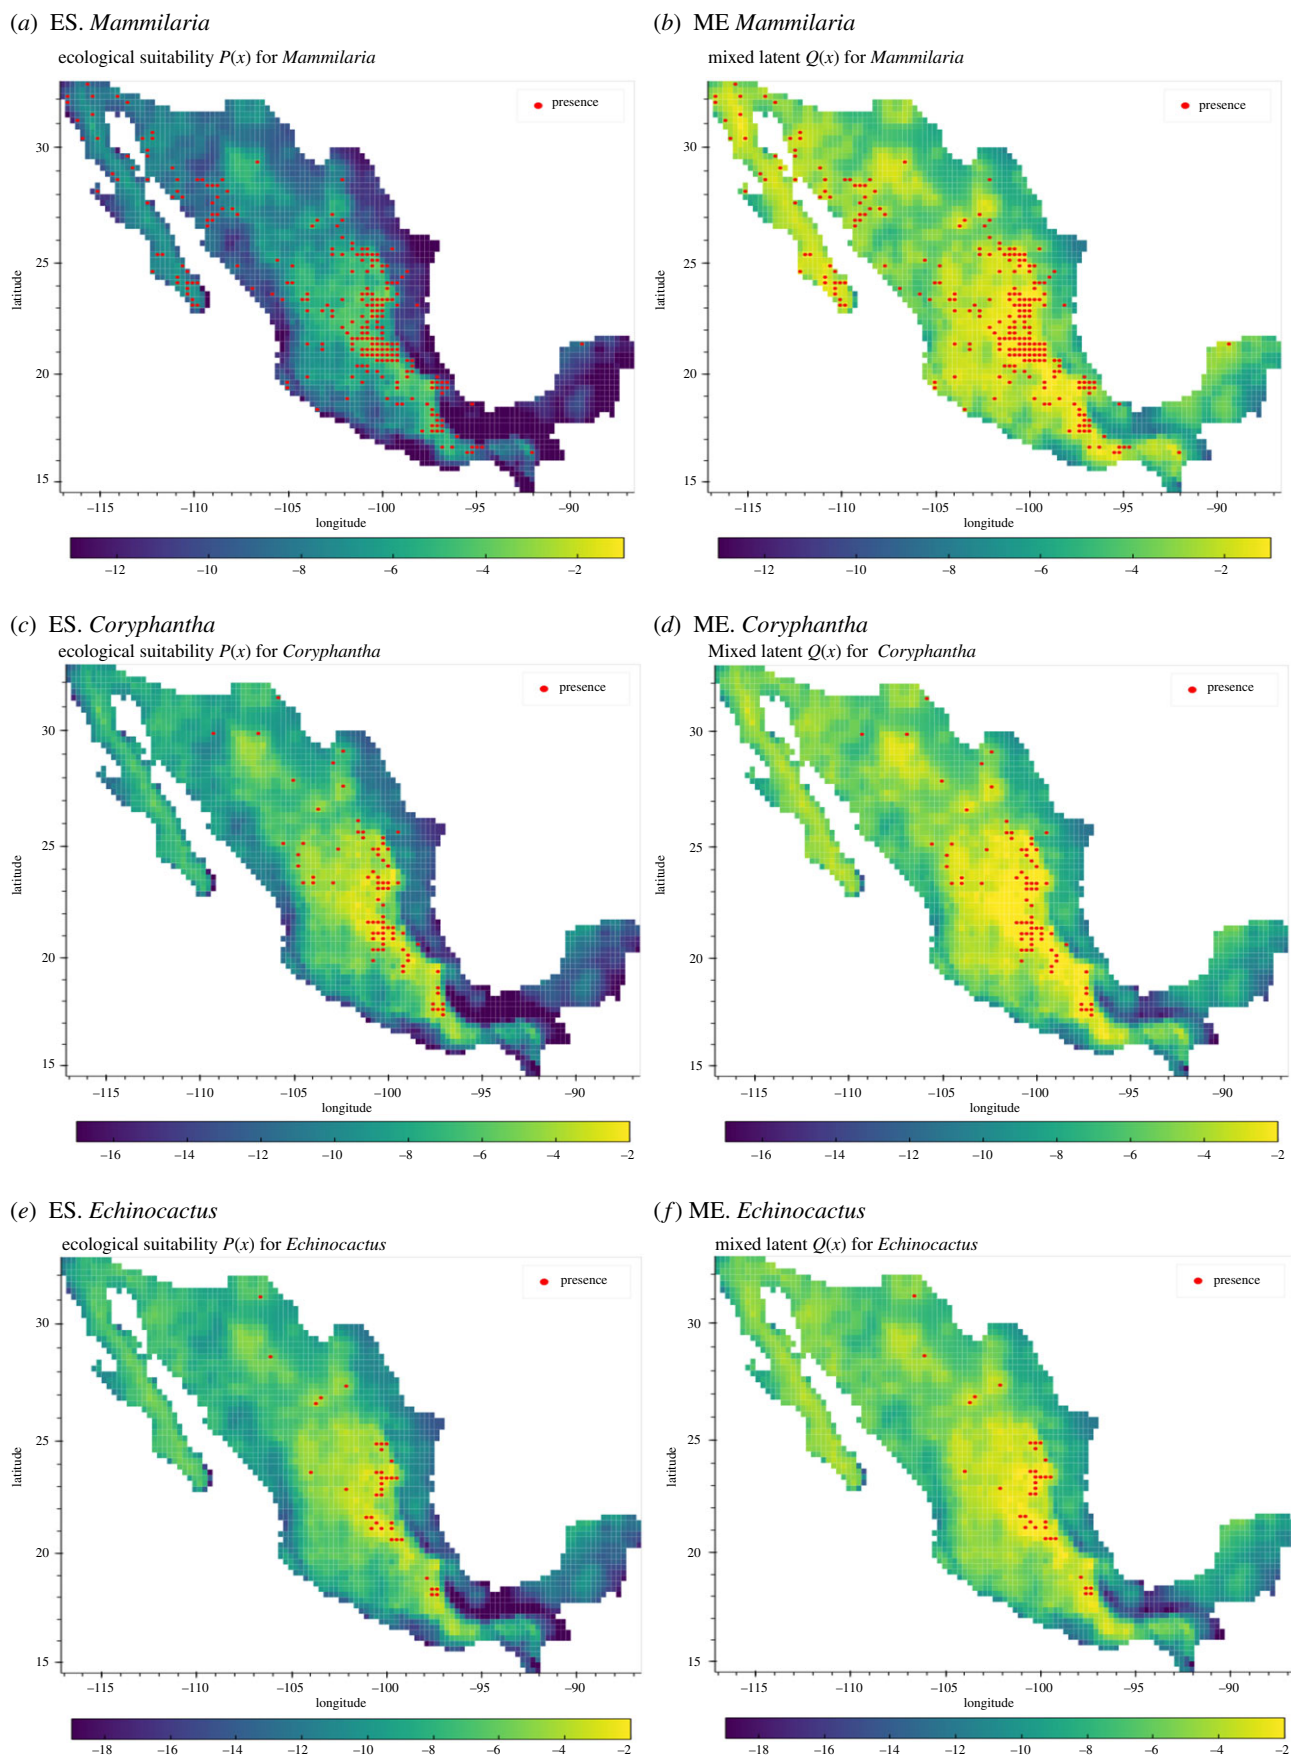 (a) ES. Mammilaria
ecological suitability P(x) for Mammilaria
presence
30
25
20
15
latitude
–115 –110 –105 –100 –95 –90
longitude
–12 –10 –8 –6 –4 –2
(b) ME Mammilaria
mixed latent Q(x) for Mammilaria
presence
30
25
20
15
latitude
–115 –110 –105 –100 –95 –90
longitude
–12 –10 –8 –6 –4 –2
(c) ES. Coryphantha
ecological suitability P(x) for Coryphantha
presence
30
25
20
15
latitude
–115 –110 –105 –100 –95 –90
longitude
–16 –14 –12 –10 –8 –6 –4 –2
(d) ME. Coryphantha
Mixed latent Q(x) for Coryphantha
presence
30
25
20
15
latitude
–115 –110 –105 –100 –95 –90
longitude
–16 –14 –12 –10 –8 –6 –4 –2
(e) ES. Echinocactus
ecological suitability P(x) for Echinocactus
presence
30
25
20
15
latitude
–115 –110 –105 –100 –95 –90
longitude
–18 –16 –14 –12 –10 –8 –6 –4 –2
(f) ME. Echinocactus
mixed latent Q(x) for Echinocactus
presence
30
25
20
15
latitude
–115 –110 –105 –100 –95 –90
longitude
–18 –16 –14 –12 –10 –8 –6 –4 –2